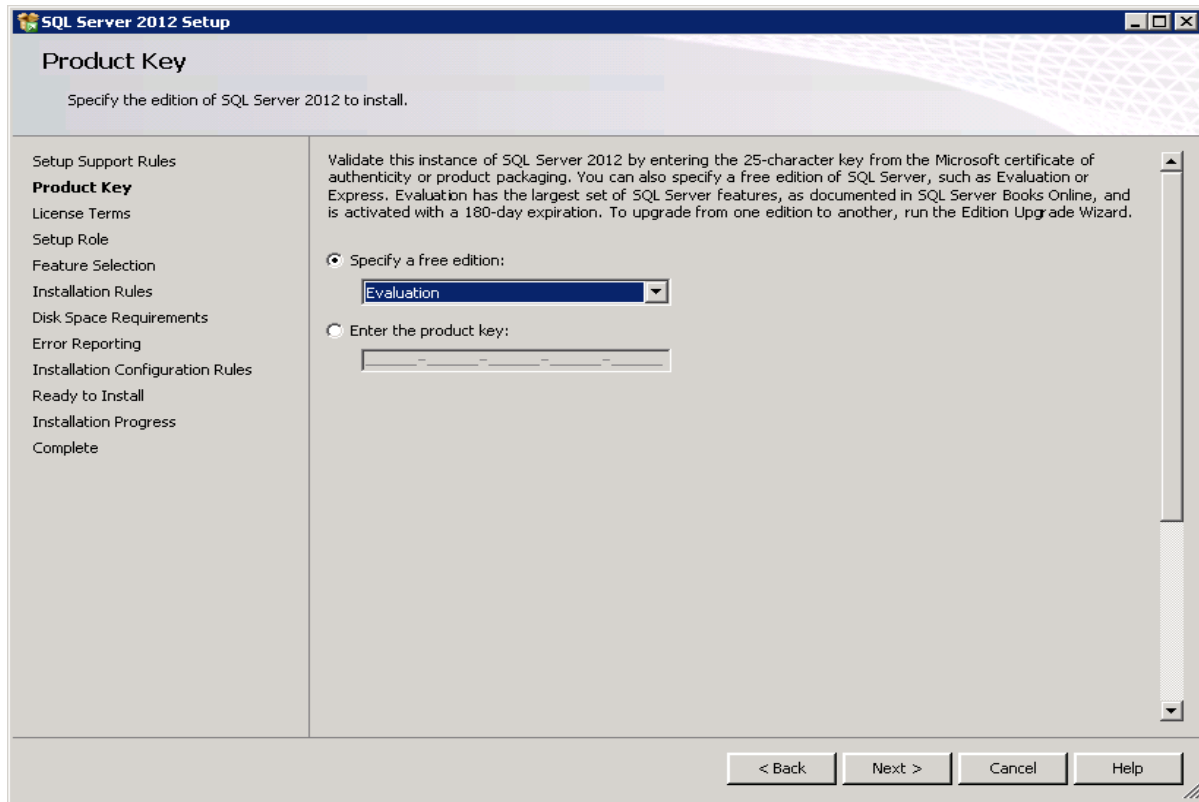 SQL Server 2012 Setup
Product Key
Specify the edition of SQL Server 2012 to install.
Setup Support Rules
Product Key
License Terms
Setup Role
Feature Selection
Installation Rules
Disk Space Requirements
Error Reporting
Installation Configuration Rules
Ready to Install
Installation Progress
Complete
Validate this instance of SQL Server 2012 by entering the 25-character key from the Microsoft certificate of
authenticity or product packaging. You can also specify a free edition of SQL Server, such as Evaluation or
Express. Evaluation has the largest set of SQL Server features, as documented in SQL Server Books Online, and
is activated with a 180-day expiration. To upgrade from one edition to another, run the Edition Upgrade Wizard.
Specify a free edition:
Evaluation
Enter the product key:
_____-_____-_____-_____-_____
< Back
Next >
Cancel
Help